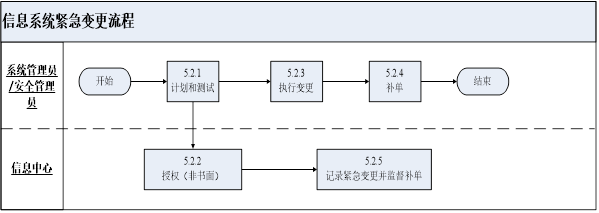 信息系统紧急变更流程
系统管理员
/安全管理
员
开始
5.2.1
计划和测试
5.2.3
执行变更
5.2.4
补单
结束
信息中心
5.2.2
授权（非书面）
5.2.5
记录紧急变更并监督补单